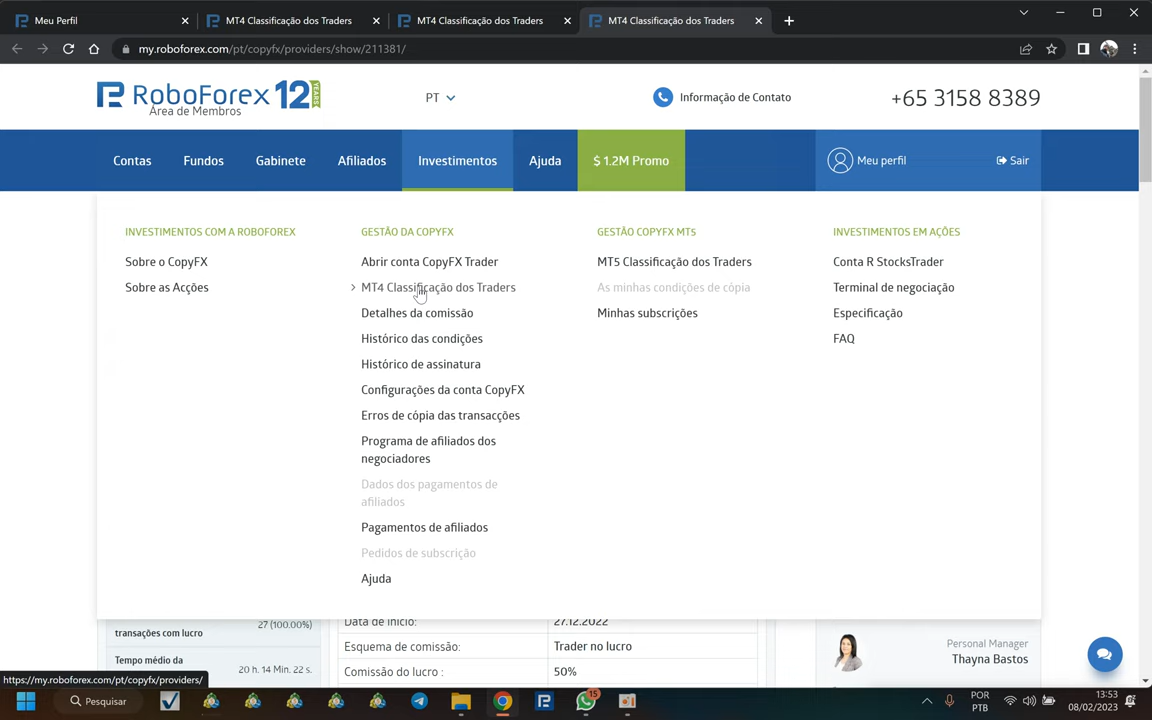 Meu Perfil
MT4 Classificação dos Traders
MT4 Classificação dos Traders
MT4 Classificação dos Traders
my.roboforex.com/pt/copyfx/providers/show/211381/
RoboForex 12 YEARS
Área de Membros
PT
Informação de Contato
+65 3158 8389
Contas
Fundos
Gabinete
Afiliados
Investimentos
Ajuda
$ 1.2M Promo
Meu perfil
Sair
INVESTIMENTOS COM A ROBOFOREX
Sobre o CopyFX
Sobre as Acções
GESTÃO DA COPYFX
Abrir conta CopyFX Trader
MT4 Classificação dos Traders
Detalhes da comissão
Histórico das condições
Histórico de assinatura
Configurações da conta CopyFX
Erros de cópia das transacções
Programa de afiliados dos
negociadores
Dados dos pagamentos de
afiliados
Pagamentos de afiliados
Pedidos de subscrição
Ajuda
GESTÃO COPYFX MT5
MT5 Classificação dos Traders
As minhas condições de cópia
Minhas subscrições
INVESTIMENTOS EM AÇÕES
Conta R StocksTrader
Terminal de negociação
Especificação
FAQ
transações com lucro
27 (100.00%)
Tempo médio da
20 h. 14 Min. 22 s.
Data de início:
27.12.2022
Esquema de comissão:
Trader no lucro
Comissão do lucro :
50%
Personal Manager
Thayna Bastos
https://my.roboforex.com/pt/copyfx/providers/
Pesquisar
15
POR
PTB
13:53
08/02/2023